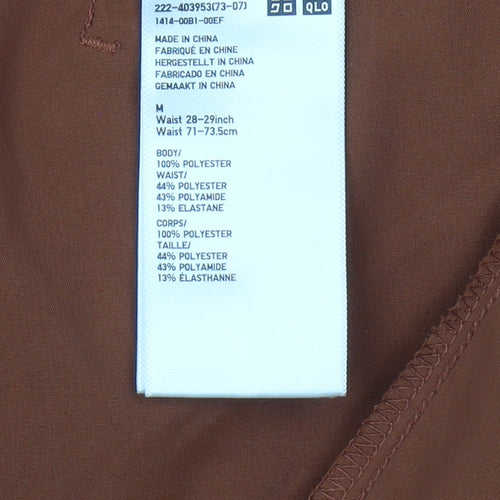 222-403953(73-07)
1414-00B1-00EF
QLO
MADE IN CHINA
FABRIQUÉ EN CHINE
HERGESTELLT IN CHINA
FABRICADO EN CHINA
GEMAAKT IN CHINA
M
Waist 28-29inch
Waist 71-73.5cm
BODY/
100% POLYESTER
WAIST/
44% POLYESTER
43% POLYAMIDE
13% ELASTANE
CORPS/
100% POLYESTER
TAILLE/
44% POLYESTER
43% POLYAMIDE
13% ÉLASTHANNE